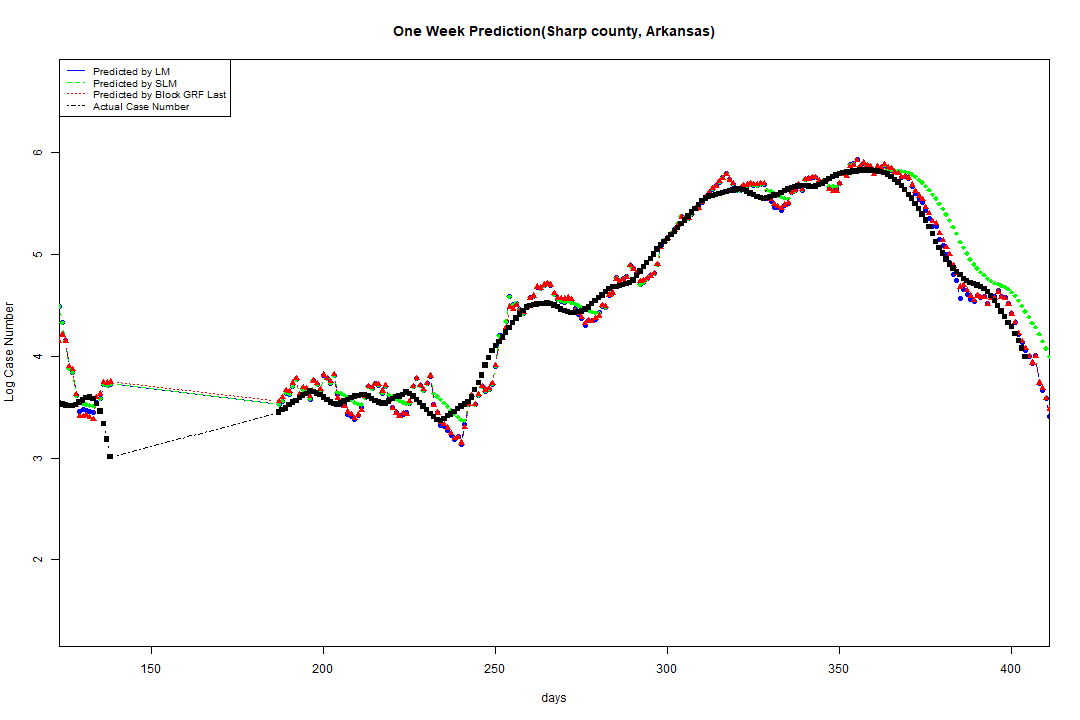 One Week Prediction(Sharp county, Arkansas)
Predicted by LM
Predicted by SLM
Predicted by Block GRF Last
Actual Case Number
6
5
4
3
2
Log Case Number
150 200 250 300 350 400
days